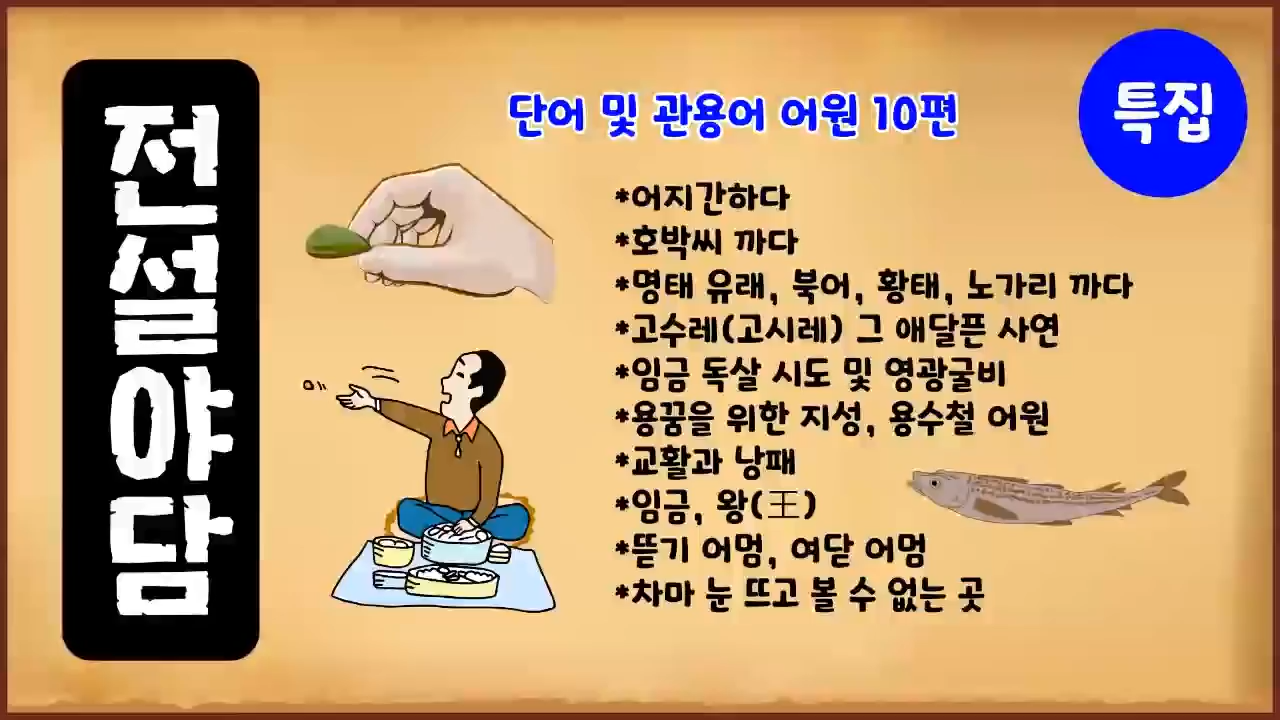 전설야담
단어 및 관용어 어원 10편
특집
*어지간하다
*호박씨 까다
*명태 유래, 북어, 황태, 노가리 까다
*고수레(고시레) 그 애달픈 사연
*임금 독살 시도 및 영광굴비
*용꿈을 위한 지성, 용수철 어원
*교활과 낭패
*임금, 왕(王)
*뜯기 어멈, 여닫 어멈
*차마 눈 뜨고 볼 수 없는 곳